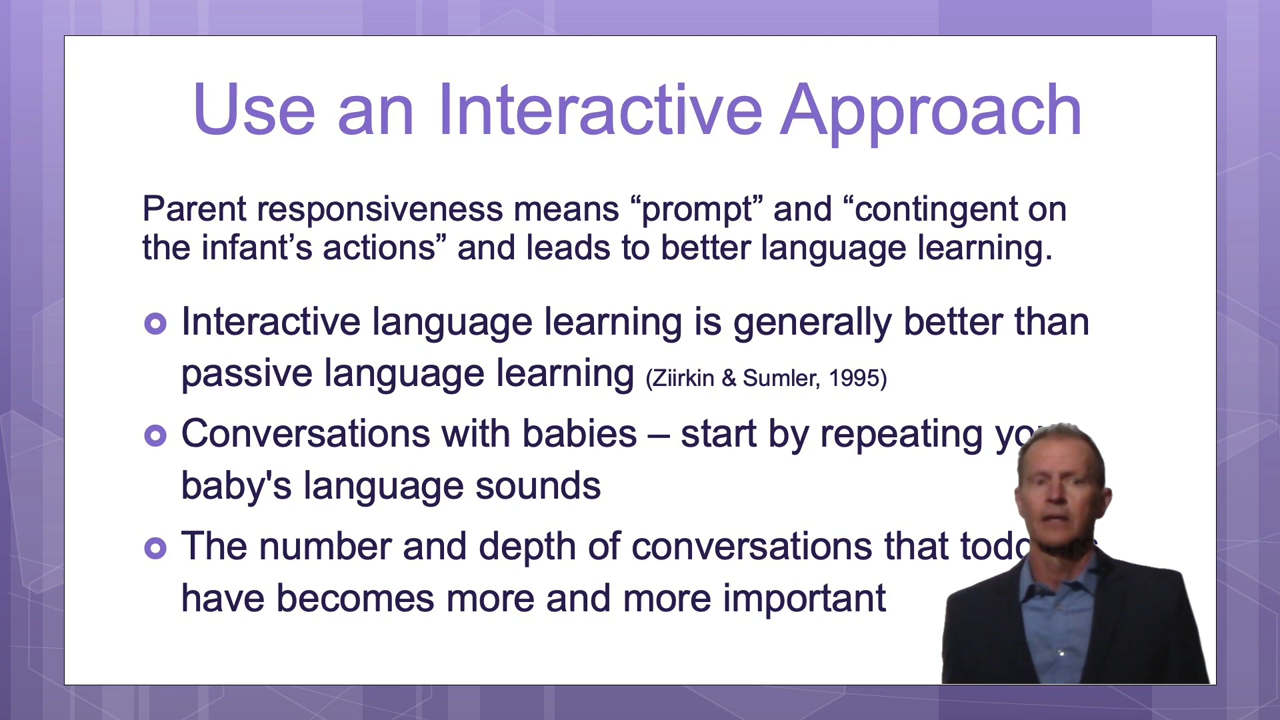 Use an Interactive Approach
Parent responsiveness means “prompt” and “contingent on
the infant’s actions” and leads to better language learning.
Interactive language learning is generally better than
passive language learning (Ziirkin & Sumler, 1995)
Conversations with babies – start by repeating
baby's language sounds
The number and depth of conversations that
have becomes more and more important